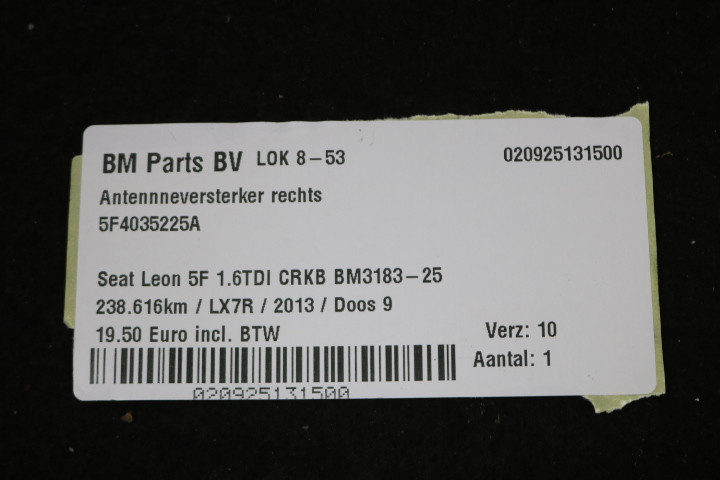 BM Parts BV LOK 8-53 020925131500
Antennneversterker rechts
5F4035225A
Seat Leon 5F 1.6TDI CRKB BM3183-25
238.616km / LX7R / 2013 / Doos 9
19.50 Euro incl. BTW Verz: 10
Aantal: 1
020925131500